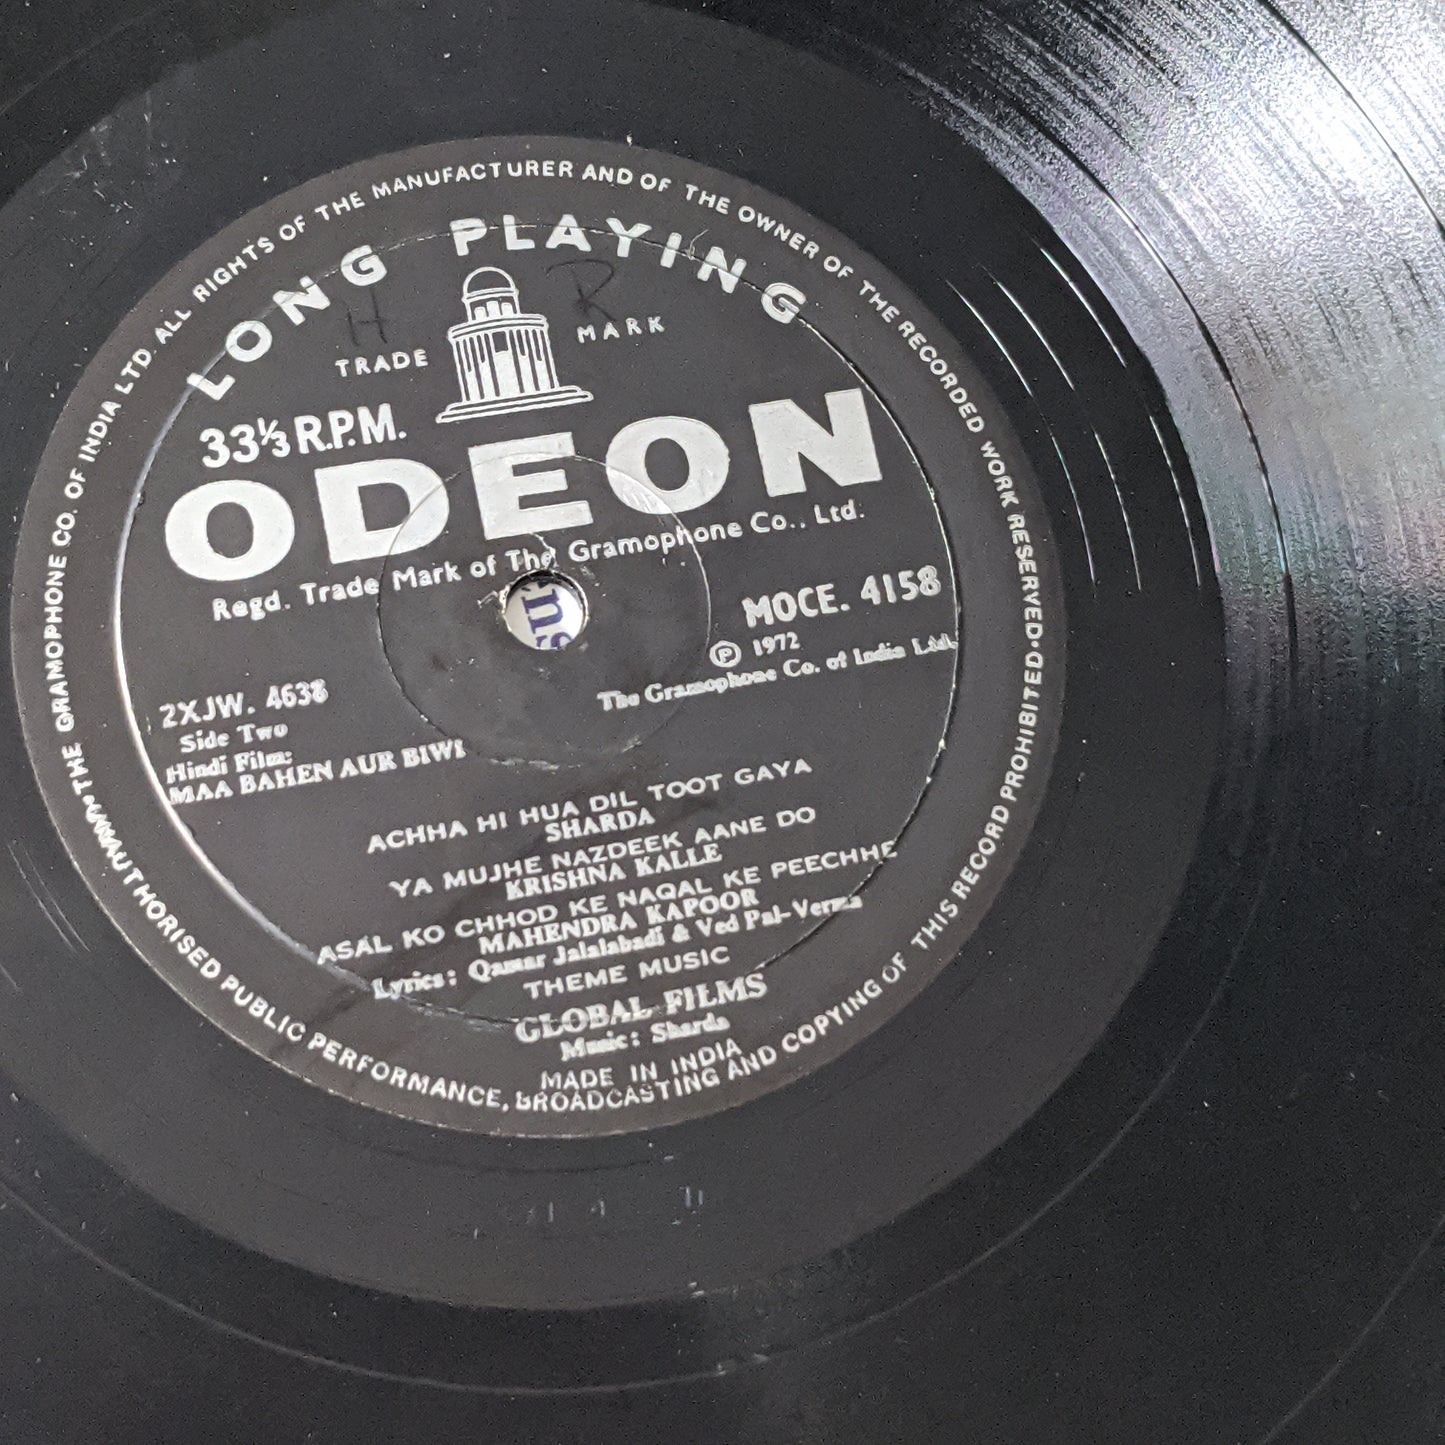 THE GRAMOPHONE CO. OF INDIA LTD. ALL RIGHTS OF THE MANUFACTURER AND OF THE OWNER OF THE RECORDED WORK RESERVED•
LONG PLAYING
H R
TRADE MARK
33⅓ R.P.M.
ODEON
Regd. Trade Mark of The Gramophone Co., Ltd.
MOCE. 4158
Ⓟ 1972
The Gramophone Co. of India Ltd.
2XJW. 4638
Side Two
Hindi Film:
MAA BAHEN AUR BIWI
ACHHA HI HUA DIL TOOT GAYA
SHARDA
YA MUJHE NAZDEEK AANE DO
KRISHNA KALLE
ASAL KO CHHOD KE NAQAL KE PEECHHE
MAHENDRA KAPOOR
Lyrics: Qamar Jalalabadi & Ved Pal-Verma
THEME MUSIC
GLOBAL FILMS
Music: Sharda
MADE IN INDIA
UNAUTHORISED PUBLIC PERFORMANCE, BROADCASTING AND COPYING OF THIS RECORD PROHIBITED.